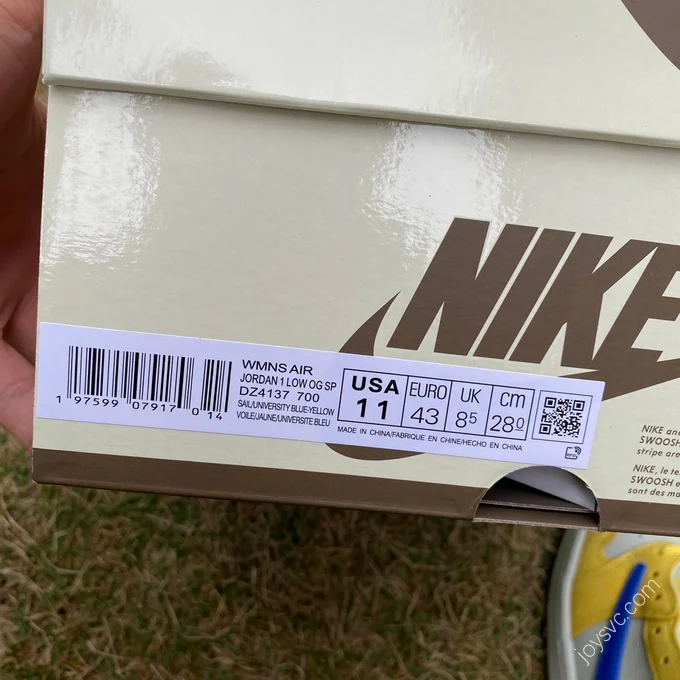 NIKE
WMNS AIR
JORDAN 1 LOW OG SP
DZ4137 700
SAIL/UNIVERSITY BLUE-YELLOW
VOILE/JAUNE/UNIVERSITE BLEU
1 97599 07917 0 14
USA
11
EURO
43
UK
8.5
cm
28.0
MADE IN CHINA/FABRIQUE EN CHINE/HECHO EN CHINA
NIKE and
SWOOSH
stripe are
NIKE, le te
SWOOSH e
sont des ma
joysvc.com